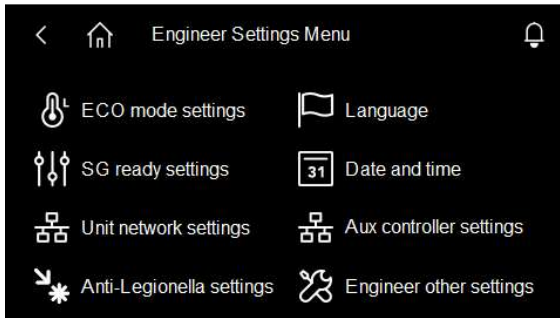 Engineer Settings Menu
L
ECO mode settings
Language
SG ready settings
31
Date and time
Unit network settings
Aux controller settings
Anti-Legionella settings
Engineer other settings